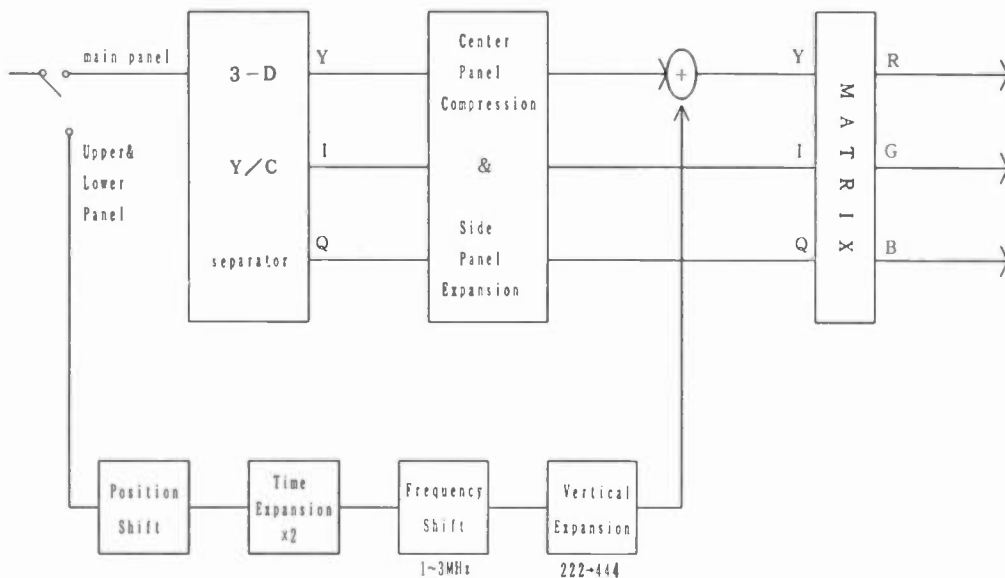 main panel
Upper&
Lower
Panel
3-D
Y/C
separator
Y
I
Q
Center
Panel
Compression
&
Side
Panel
Expansion
+
Y
I
Q
MATRIX
R
G
B
Position
Shift
Time
Expansion
×2
Frequency
Shift
1~3MHz
Vertical
Expansion
222→444